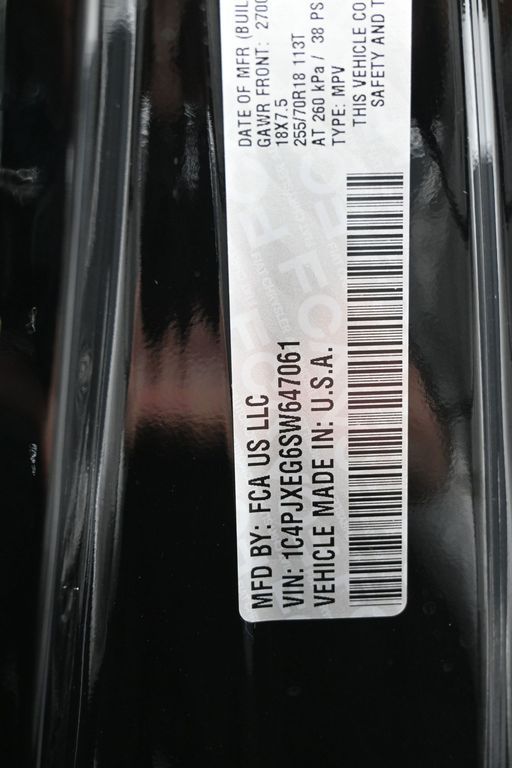 MFD BY: FCA US LLC
VIN: 1C4PJXEG6SW647061
VEHICLE MADE IN: U.S.A.
DATE OF MFR (BUIL
GAWR FRONT: 2700
18X7.5
255/70R18 113T
AT 260 kPa / 38 PS
TYPE: MPV
THIS VEHICLE CO
SAFETY AND T